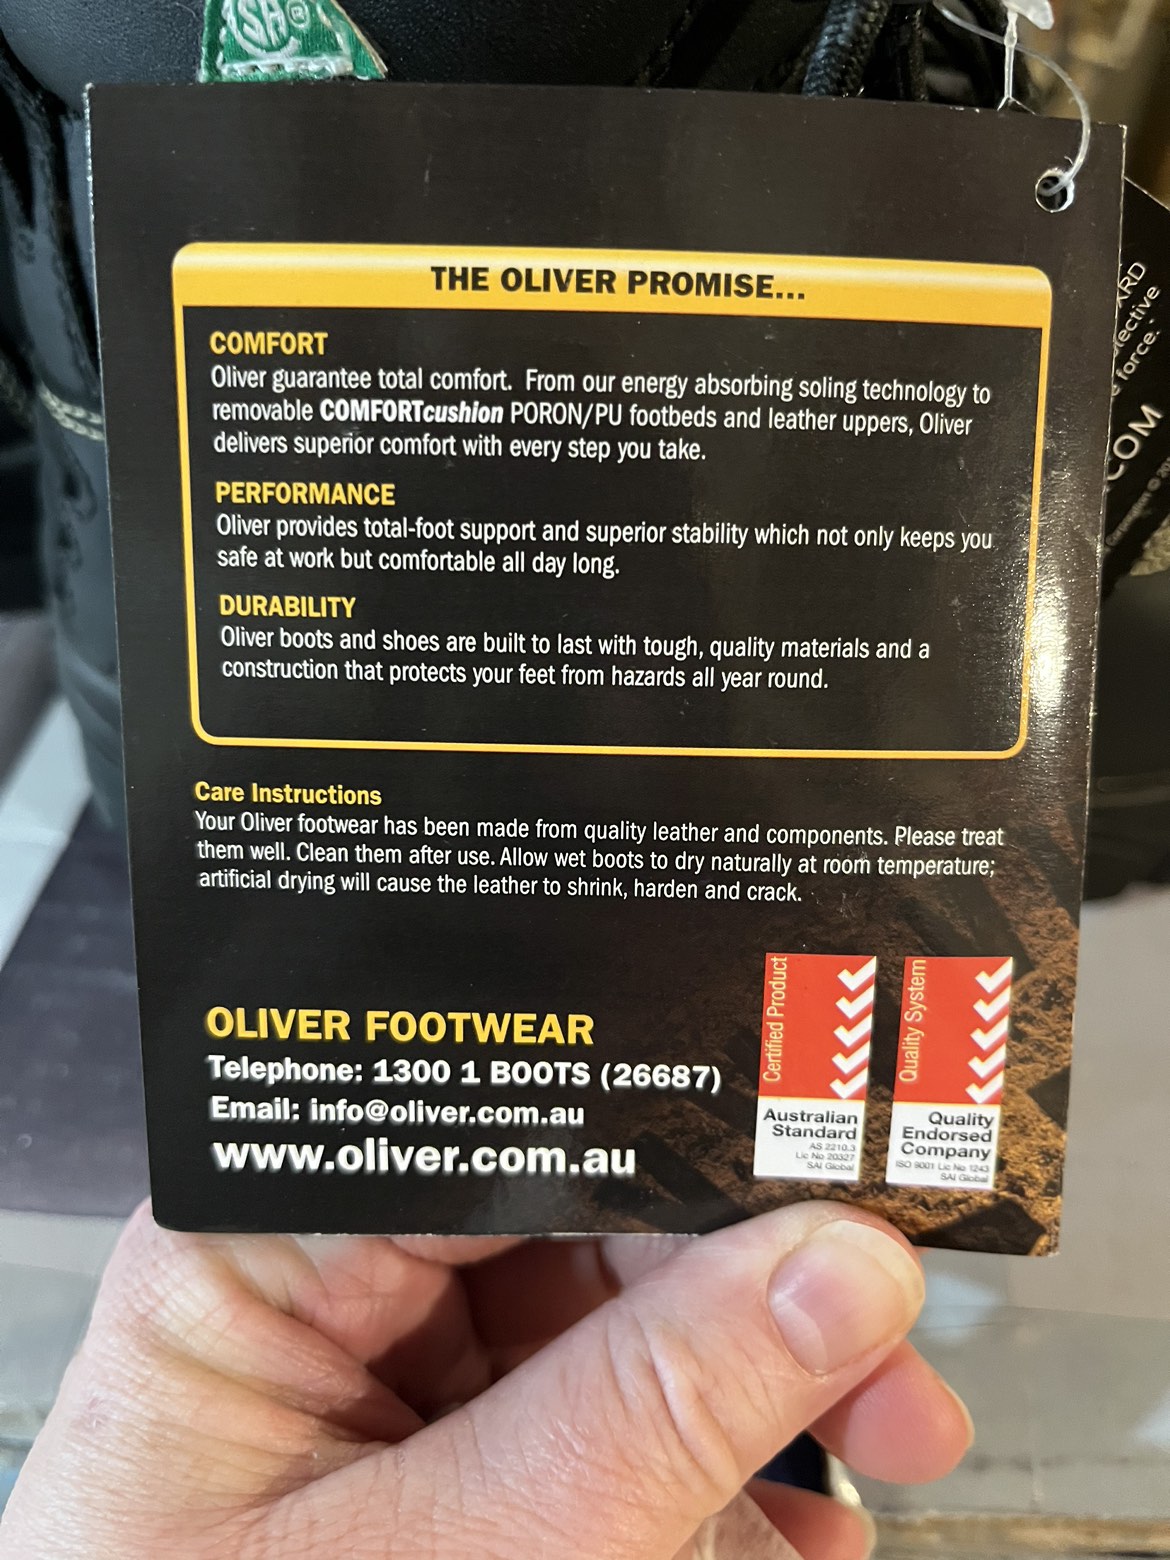 SA®
THE OLIVER PROMISE...
COMFORT
Oliver guarantee total comfort. From our energy absorbing soling technology to
removable COMFORTcushion PORON/PU footbeds and leather uppers, Oliver
delivers superior comfort with every step you take.
PERFORMANCE
Oliver provides total-foot support and superior stability which not only keeps you
safe at work but comfortable all day long.
DURABILITY
Oliver boots and shoes are built to last with tough, quality materials and a
construction that protects your feet from hazards all year round.
Care Instructions
Your Oliver footwear has been made from quality leather and components. Please treat
them well. Clean them after use. Allow wet boots to dry naturally at room temperature;
artificial drying will cause the leather to shrink, harden and crack.
OLIVER FOOTWEAR
Telephone: 1300 1 BOOTS (26687)
Email: info@oliver.com.au
www.oliver.com.au
Certified Product
Australian
Standard
AS 2210.3
Lic No 20327
SAI Global
Quality System
Quality
Endorsed
Company
ISO 9001 Lic No 1243
SAI Global
force.
COM